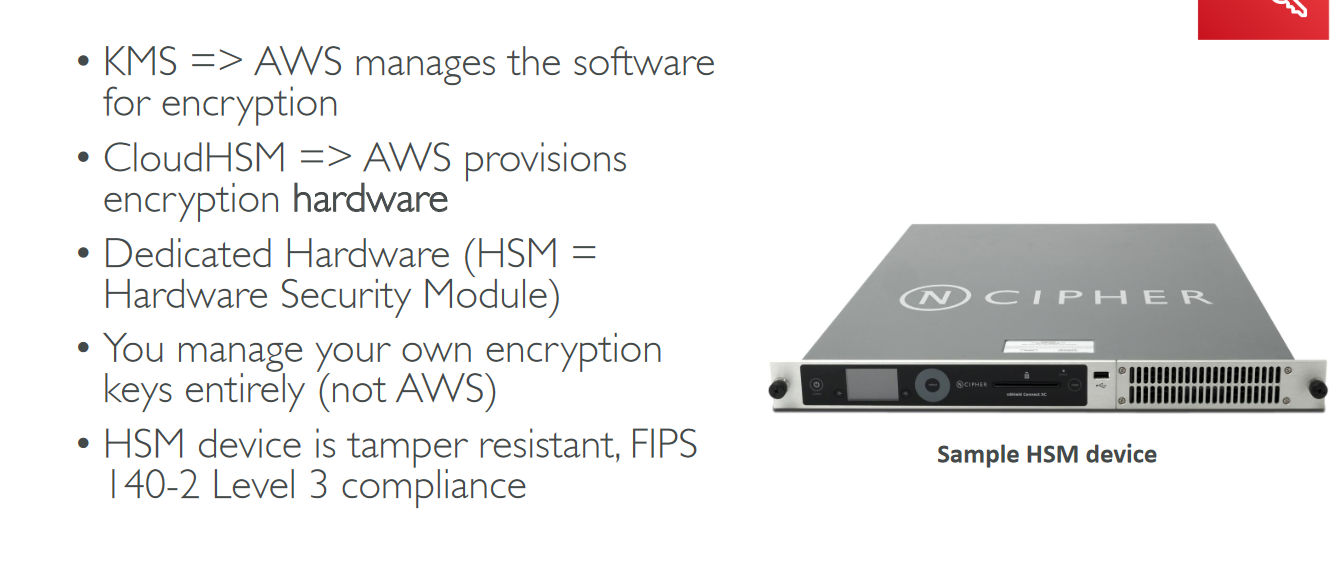 • KMS => AWS manages the software
for encryption
• CloudHSM => AWS provisions
encryption hardware
• Dedicated Hardware (HSM =
Hardware Security Module)
• You manage your own encryption
keys entirely (not AWS)
• HSM device is tamper resistant, FIPS
140-2 Level 3 compliance
N CIPHER
N CIPHER
nShield Connect XC
Sample HSM device